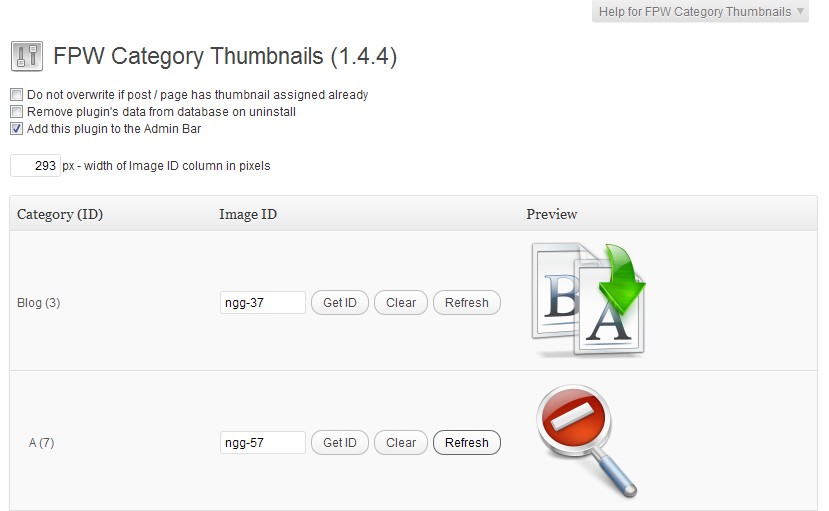 Help for FPW Category Thumbnails
FPW Category Thumbnails (1.4.4)
Do not overwrite if post / page has thumbnail assigned already
Remove plugin's data from database on uninstall
Add this plugin to the Admin Bar
293 px - width of Image ID column in pixels
Category (ID) Image ID Preview
Blog (3) ngg-37 Get ID Clear Refresh
B
A
A (7) ngg-57 Get ID Clear Refresh